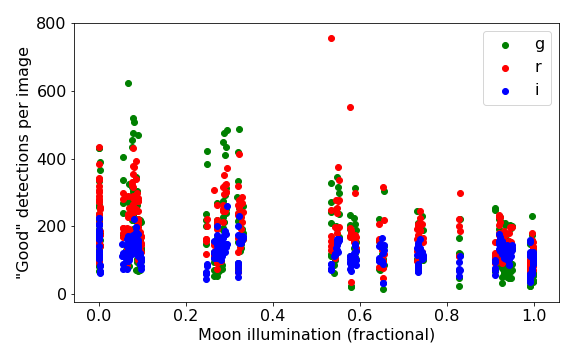 800
600
400
200
0
"Good" detections per image
g
r
i
0.0 0.2 0.4 0.6 0.8 1.0
Moon illumination (fractional)